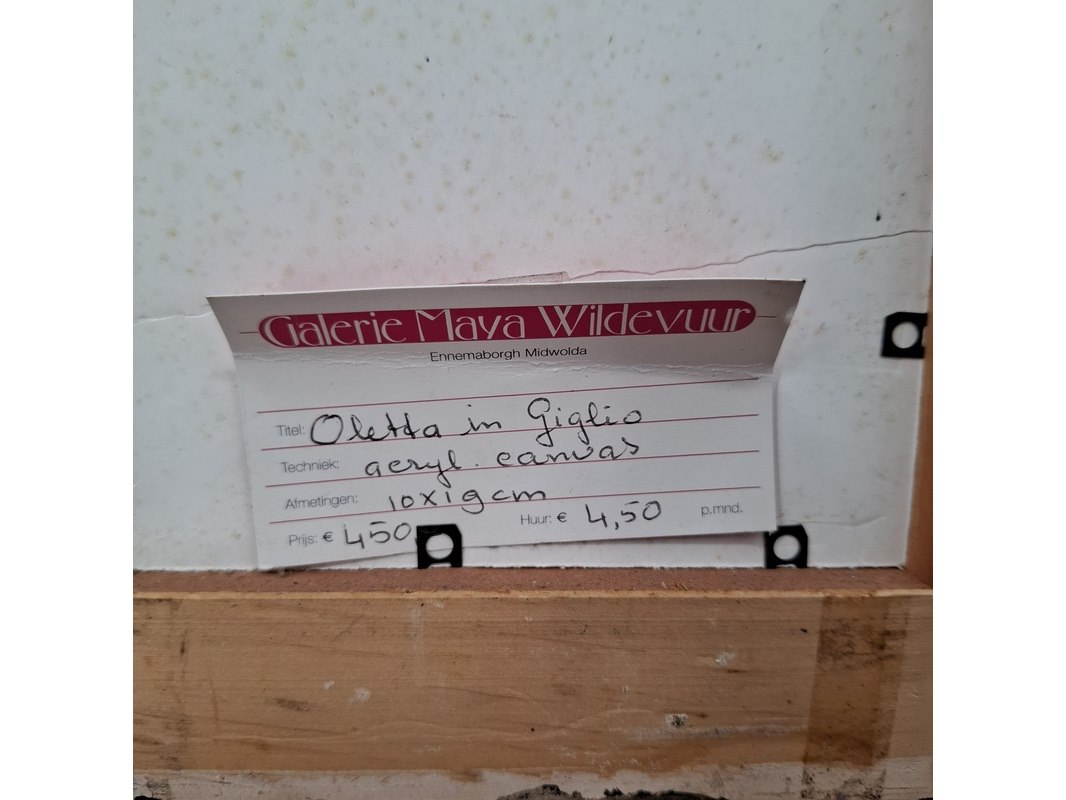 Galerie Maya Wildevuur
Ennemaborgh Midwolda
Titel: Oletta in Giglio
Techniek: acryl. canvas
Afmetingen: 10x19cm
Prijs: € 450 Huur: € 4,50 p.mnd.